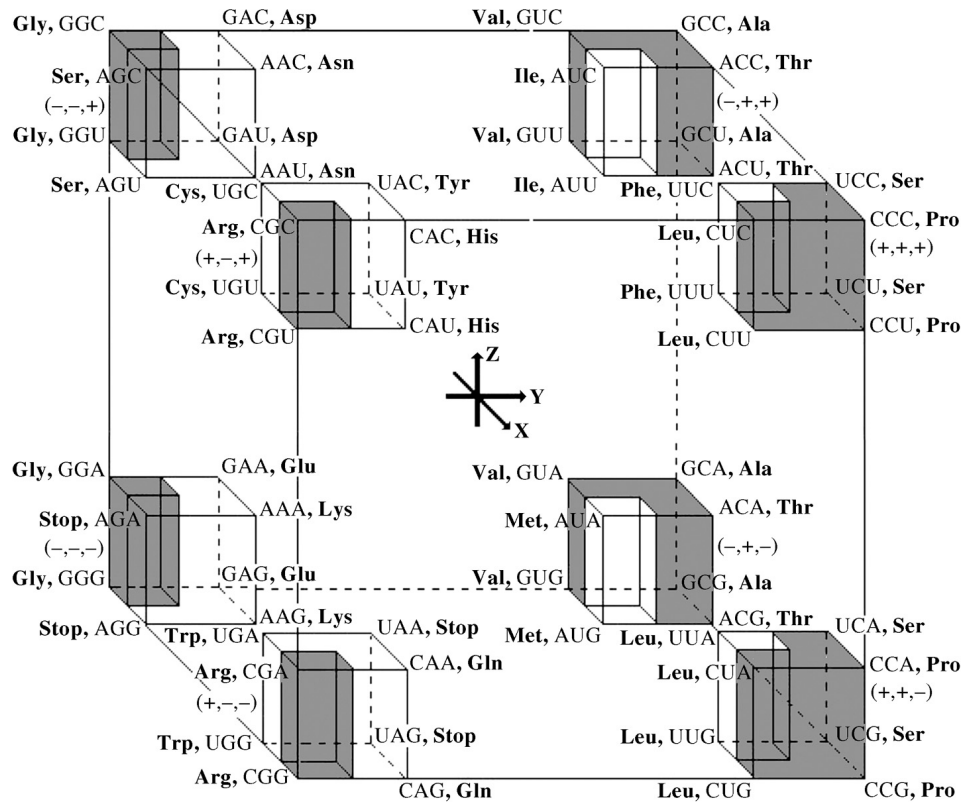 Gly, GGC
GAC, Asp
Val, GUC
GCC, Ala
Ser, AGC
AAC, Asn
Ile, AUC
ACC, Thr
(–,–,+)
(–,+,+)
Gly, GGU
GAU, Asp
Val, GUU
GCU, Ala
Ser, AGU
AAU, Asn
Ile, AUU
ACU, Thr
Cys, UGC
UAC, Tyr
Phe, UUC
UCC, Ser
Arg, CGC
CAC, His
Leu, CUC
CCC, Pro
(+,–,+)
(+,+,+)
Cys, UGU
UAU, Tyr
Phe, UUU
UCU, Ser
Arg, CGU
CAU, His
Leu, CUU
CCU, Pro
Z
Y
X
Gly, GGA
GAA, Glu
Val, GUA
GCA, Ala
Stop, AGA
AAA, Lys
Met, AUA
ACA, Thr
(–,–,–)
(–,+,–)
Gly, GGG
GAG, Glu
Val, GUG
GCG, Ala
Stop, AGG
AAG, Lys
Met, AUG
ACG, Thr
Trp, UGA
UAA, Stop
Leu, UUA
UCA, Ser
Arg, CGA
CAA, Gln
Leu, CUA
CCA, Pro
(+,–,–)
(+,+,–)
Trp, UGG
UAG, Stop
Leu, UUG
UCG, Ser
Arg, CGG
CAG, Gln
Leu, CUG
CCG, Pro